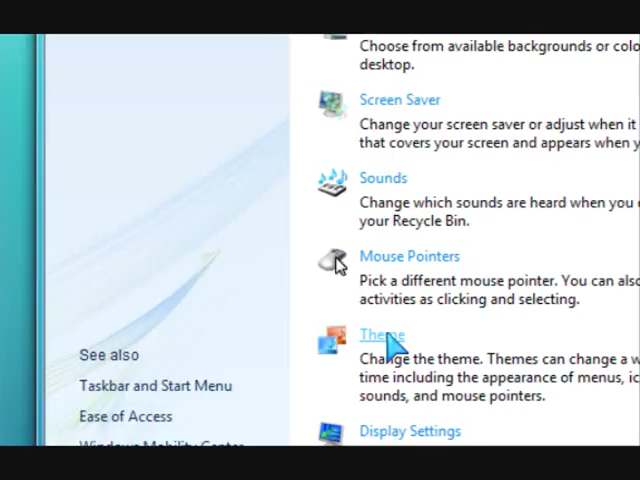 Choose from available backgrounds or colo
desktop.
Screen Saver
Change your screen saver or adjust when it
that covers your screen and appears when y
Sounds
Change which sounds are heard when you
your Recycle Bin.
Mouse Pointers
Pick a different mouse pointer. You can also
activities as clicking and selecting.
Theme
Change the theme. Themes can change a w
time including the appearance of menus, ic
sounds, and mouse pointers.
Display Settings
See also
Taskbar and Start Menu
Ease of Access
Windows Mobility Center